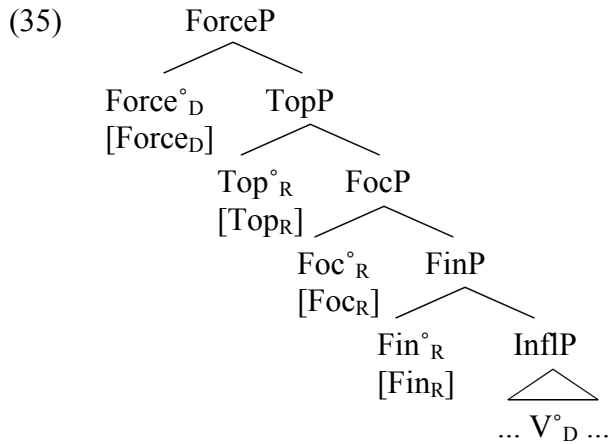 (35) ForceP
Force°D TopP
[ForceD]
Top°R FocP
[TopR]
Foc°R FinP
[FocR]
Fin°R InflP
[FinR]
... V°D ...